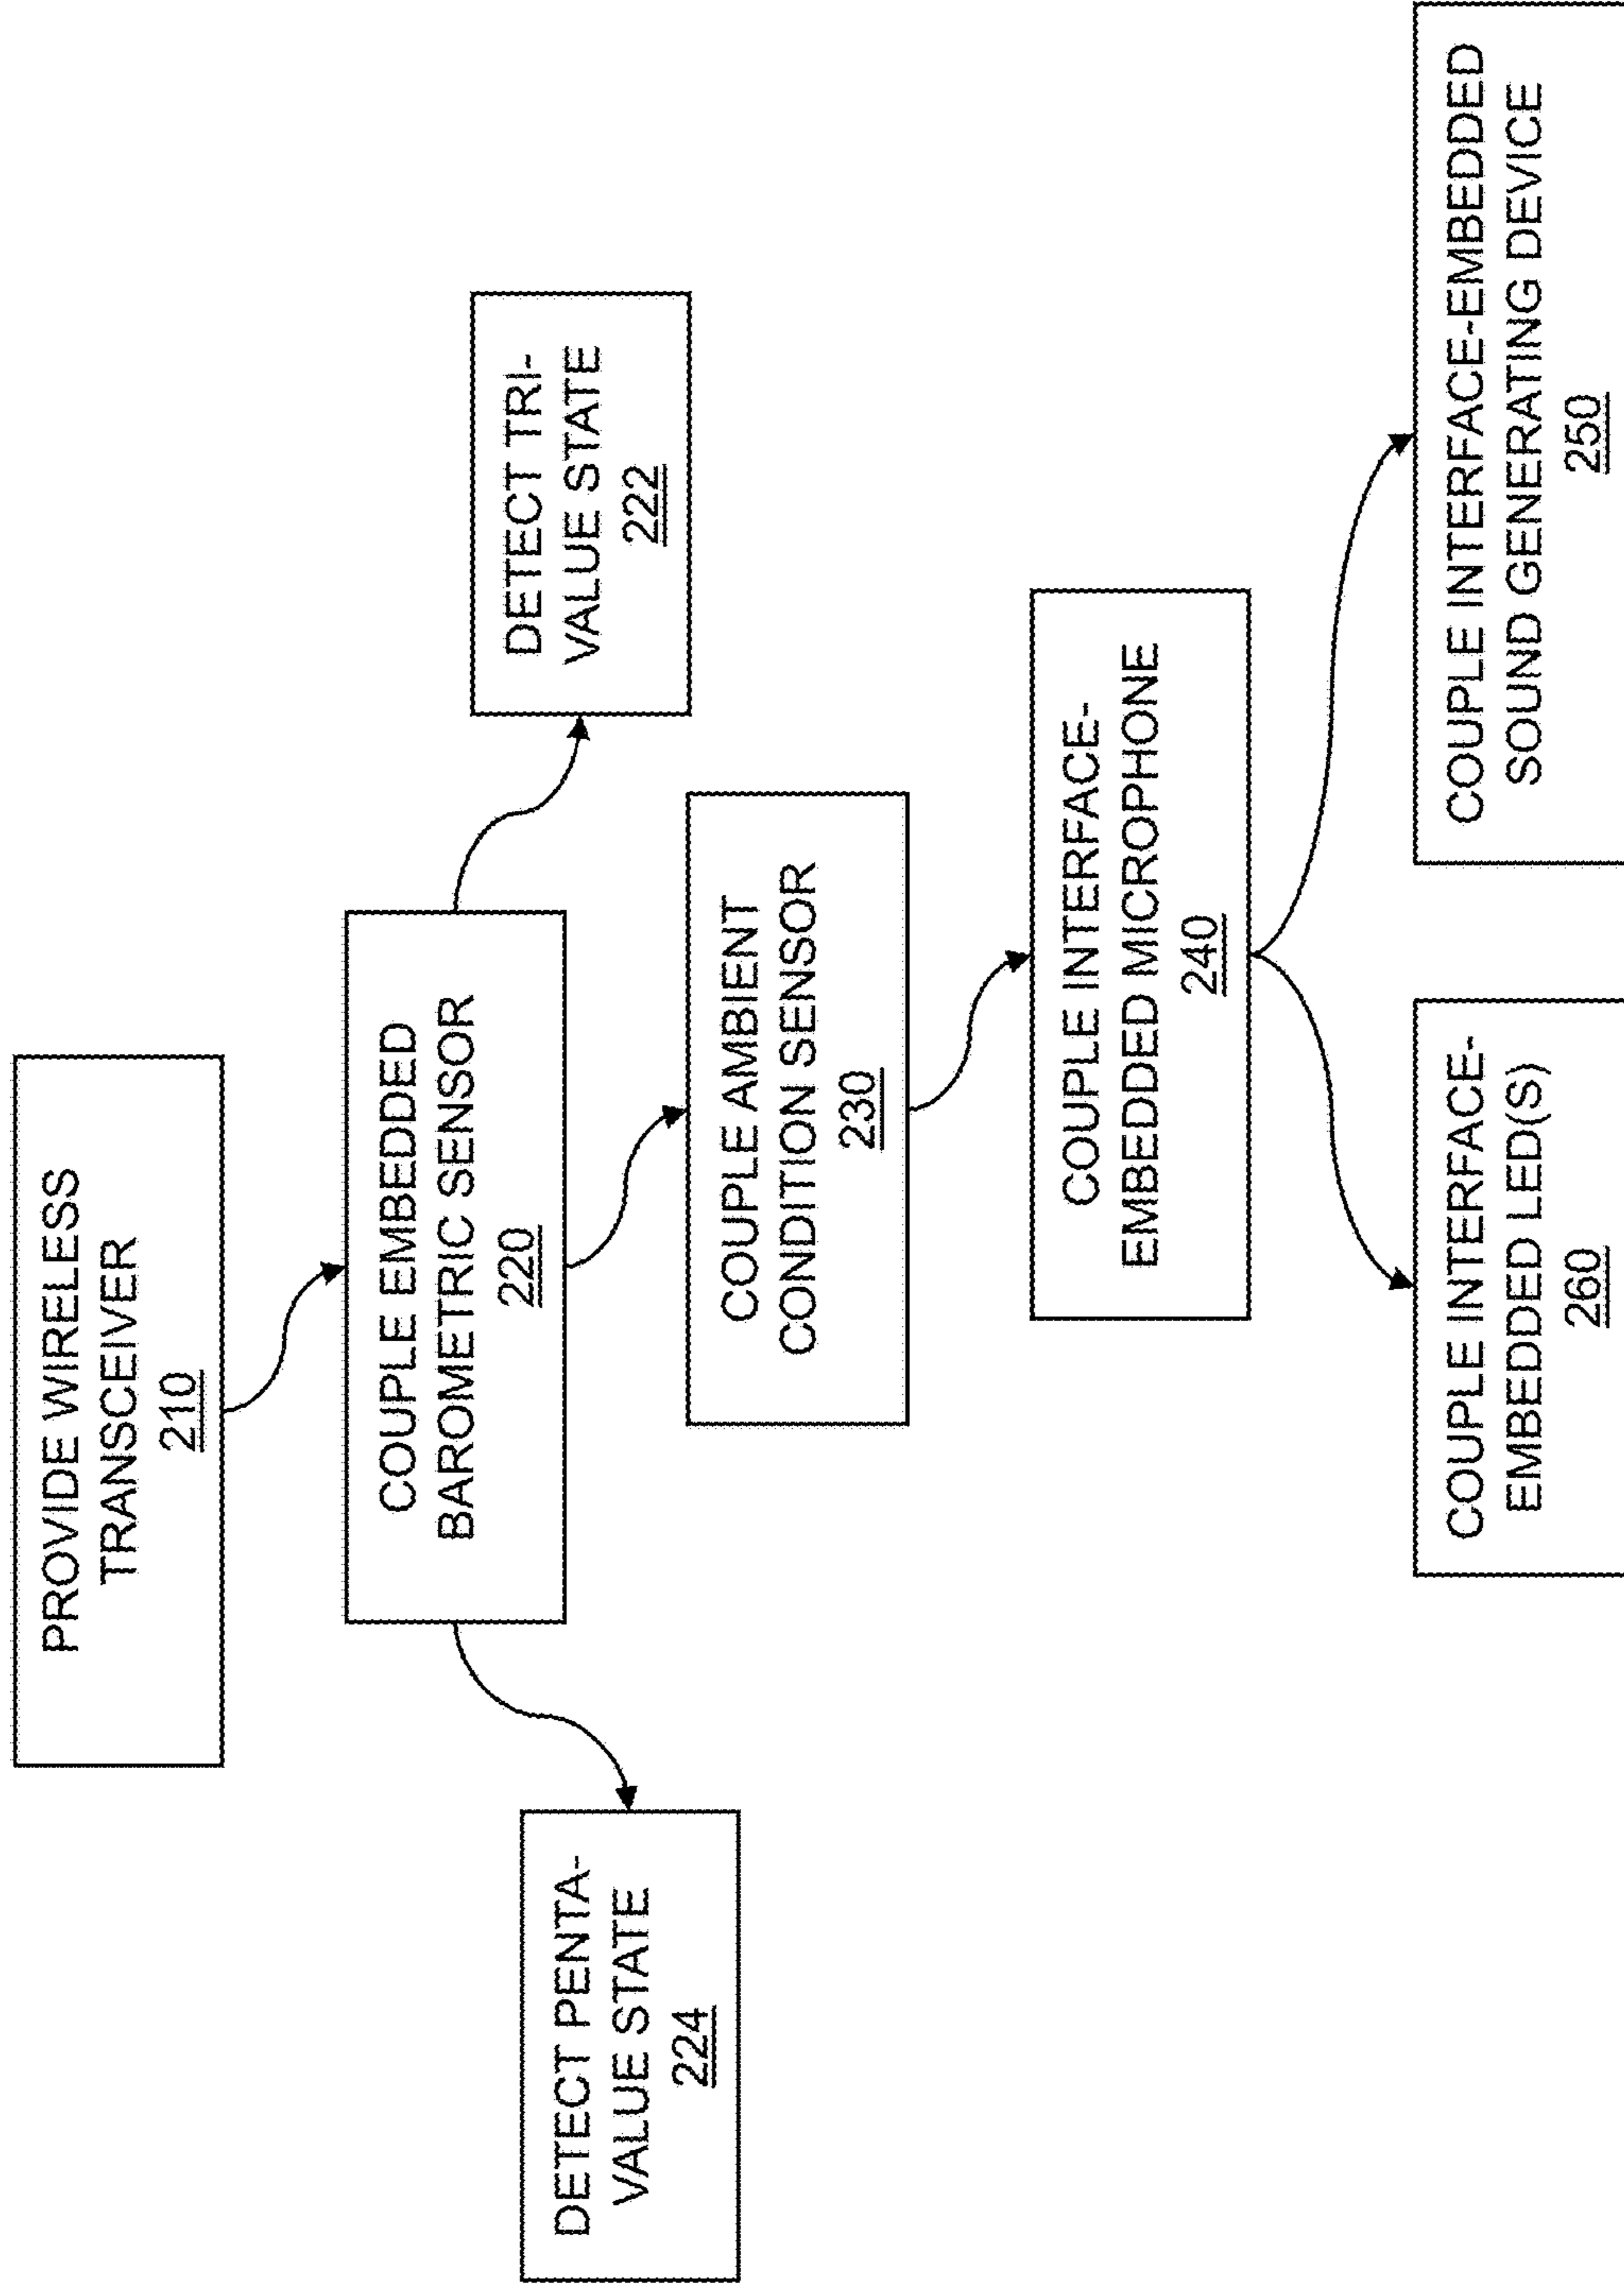 PROVIDE WIRELESS
TRANSCEIVER
210
COUPLE EMBEDDED
BAROMETRIC SENSOR
220
DETECT TRI-
VALUE STATE
222
DETECT PENTA-
VALUE STATE
224
COUPLE AMBIENT
CONDITION SENSOR
230
COUPLE INTERFACE-
EMBEDDED MICROPHONE
240
COUPLE INTERFACE-EMBEDDED
SOUND GENERATING DEVICE
250
COUPLE INTERFACE-
EMBEDDED LED(S)
260